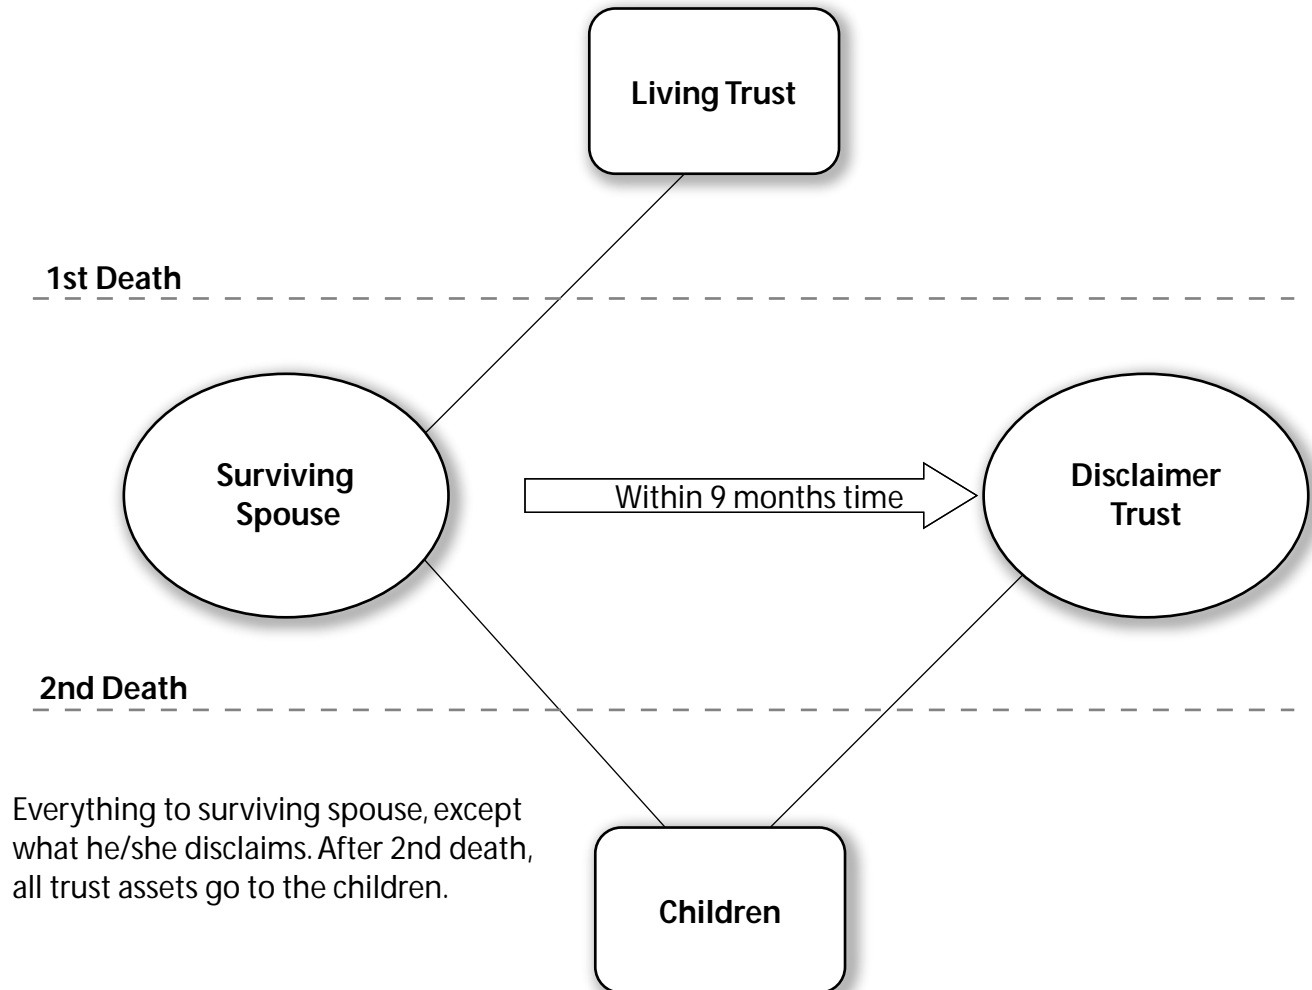 Living Trust
1st Death
Surviving
Spouse
Within 9 months time
Disclaimer
Trust
2nd Death
Everything to surviving spouse, except
what he/she disclaims. After 2nd death,
all trust assets go to the children.
Children